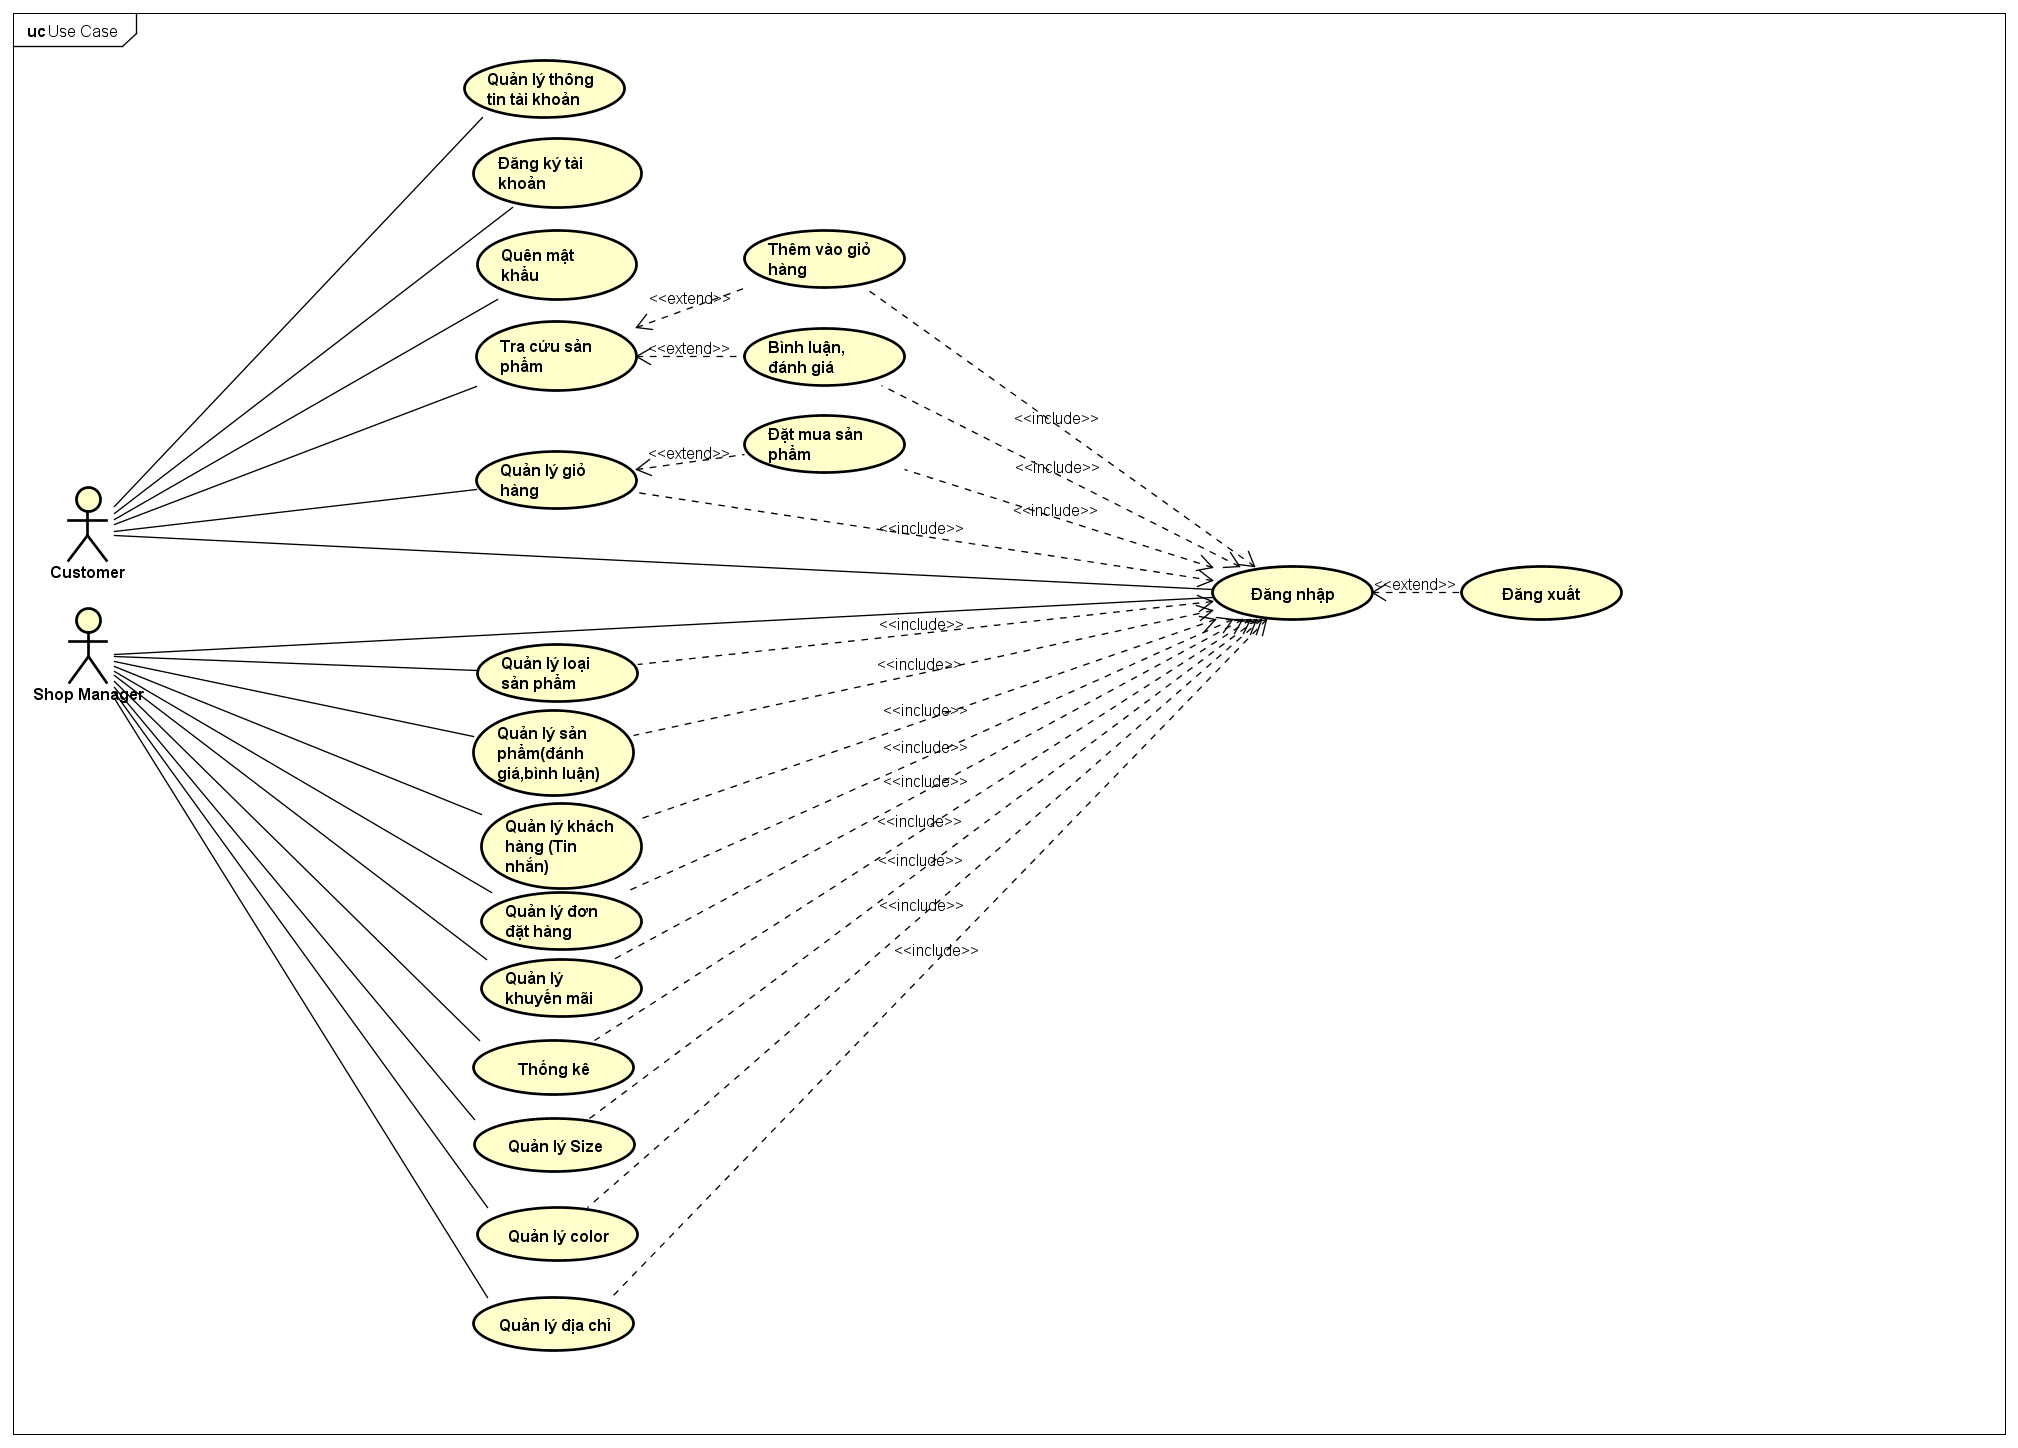 uc Use Case
Quản lý thông
tin tài khoản
Đăng ký tài
khoản
Quên mật
khẩu
Thêm vào giỏ
hàng
<<extend>>
Tra cứu sản
phẩm
<<extend>>
Bình luận,
đánh giá
<<include>>
Đặt mua sản
phẩm
<<extend>>
Quản lý giỏ
hàng
<<include>>
<<include>>
<<include>>
Customer
Đăng nhập
<<extend>>
Đăng xuất
<<include>>
Shop Manager
Quản lý loại
sản phẩm
<<include>>
Quản lý sản
phẩm(đánh
giá,bình luận)
<<include>>
<<include>>
<<include>>
Quản lý khách
hàng (Tin
nhắn)
<<include>>
<<include>>
Quản lý đơn
đặt hàng
<<include>>
<<include>>
Quản lý
khuyến mãi
Thống kê
Quản lý Size
Quản lý color
Quản lý địa chỉ